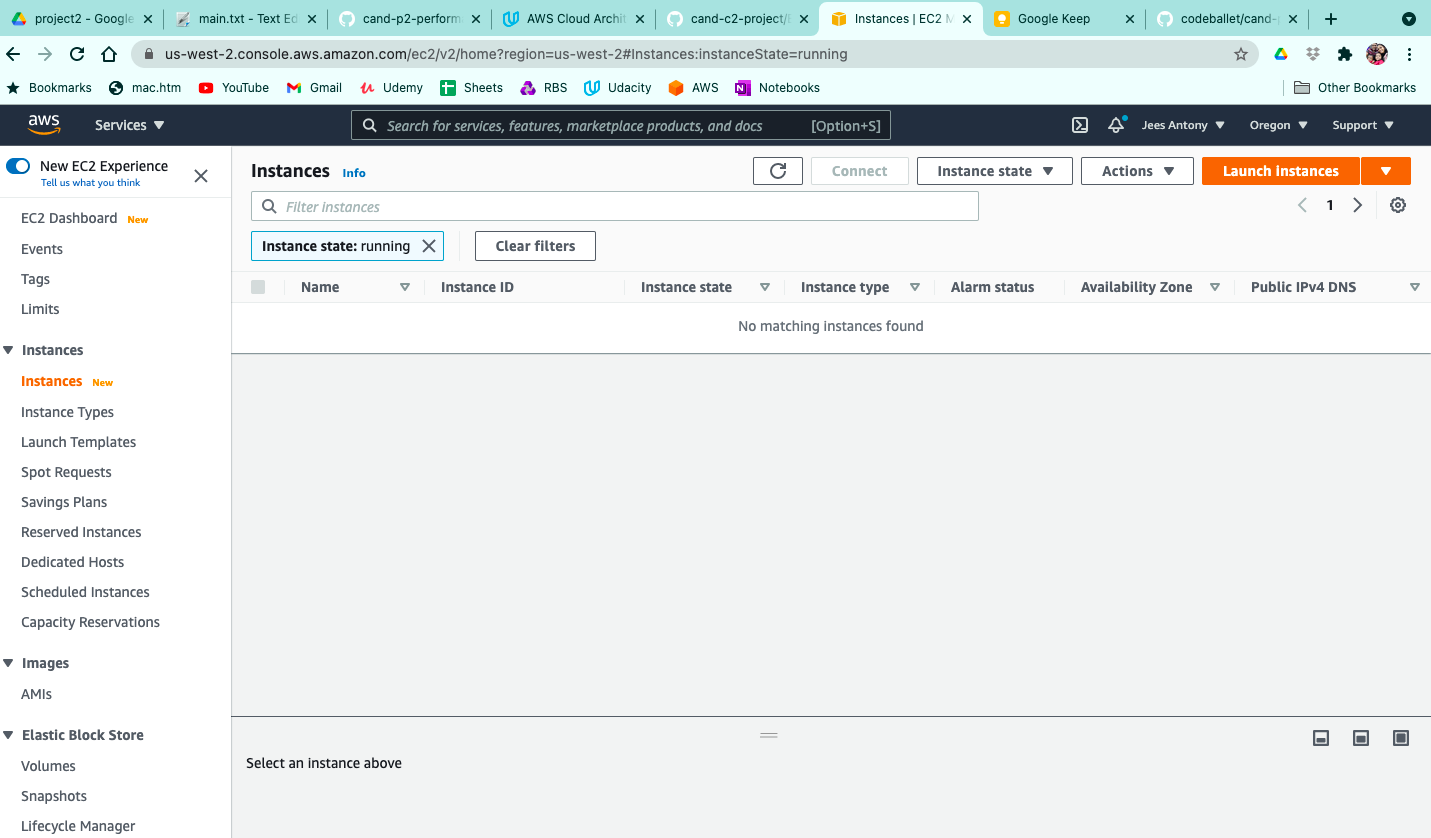 project2 - Google
main.txt - Text Ed
cand-p2-perform
AWS Cloud Archit
cand-c2-project/
Instances | EC2 M
Google Keep
codeballet/cand-
us-west-2.console.aws.amazon.com/ec2/v2/home?region=us-west-2#Instances:instanceState=running
Bookmarks mac.htm YouTube Gmail Udemy Sheets RBS Udacity AWS Notebooks Other Bookmarks
aws Services Search for services, features, marketplace products, and docs [Option+S] Jees Antony Oregon Support
New EC2 Experience
Tell us what you think
EC2 Dashboard New
Events
Tags
Limits
Instances
Instances New
Instance Types
Launch Templates
Spot Requests
Savings Plans
Reserved Instances
Dedicated Hosts
Scheduled Instances
Capacity Reservations
Images
AMIs
Elastic Block Store
Volumes
Snapshots
Lifecycle Manager
Instances Info Connect Instance state Actions Launch instances
Filter instances 1
Instance state: running Clear filters
Name Instance ID Instance state Instance type Alarm status Availability Zone Public IPv4 DNS
No matching instances found
Select an instance above